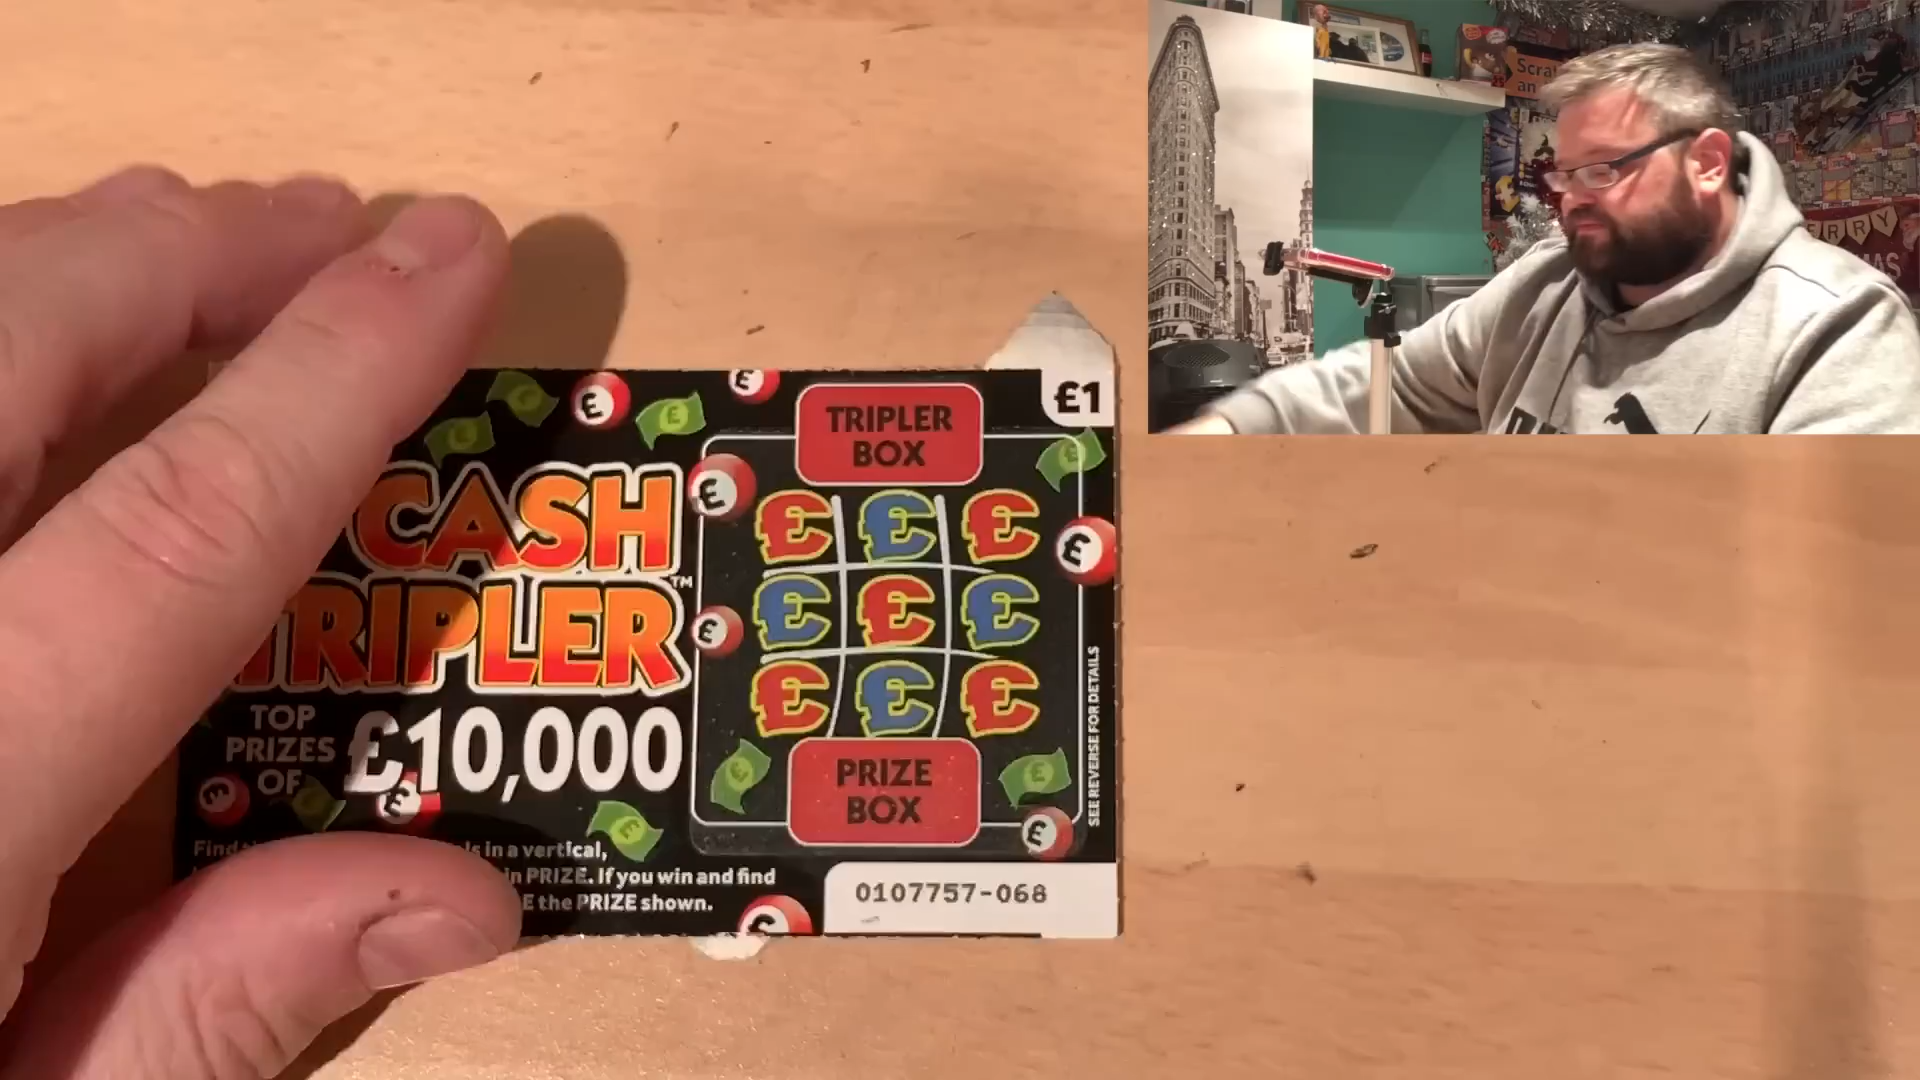 £1
TRIPLER
BOX
CASH
TRIPLER™
£ £ £
£ £ £
£ £ £
TOP
PRIZES
OF
£10,000
PRIZE
BOX
SEE REVERSE FOR DETAILS
in a vertical,
in PRIZE. If you win and find
the PRIZE shown.
0107757-068